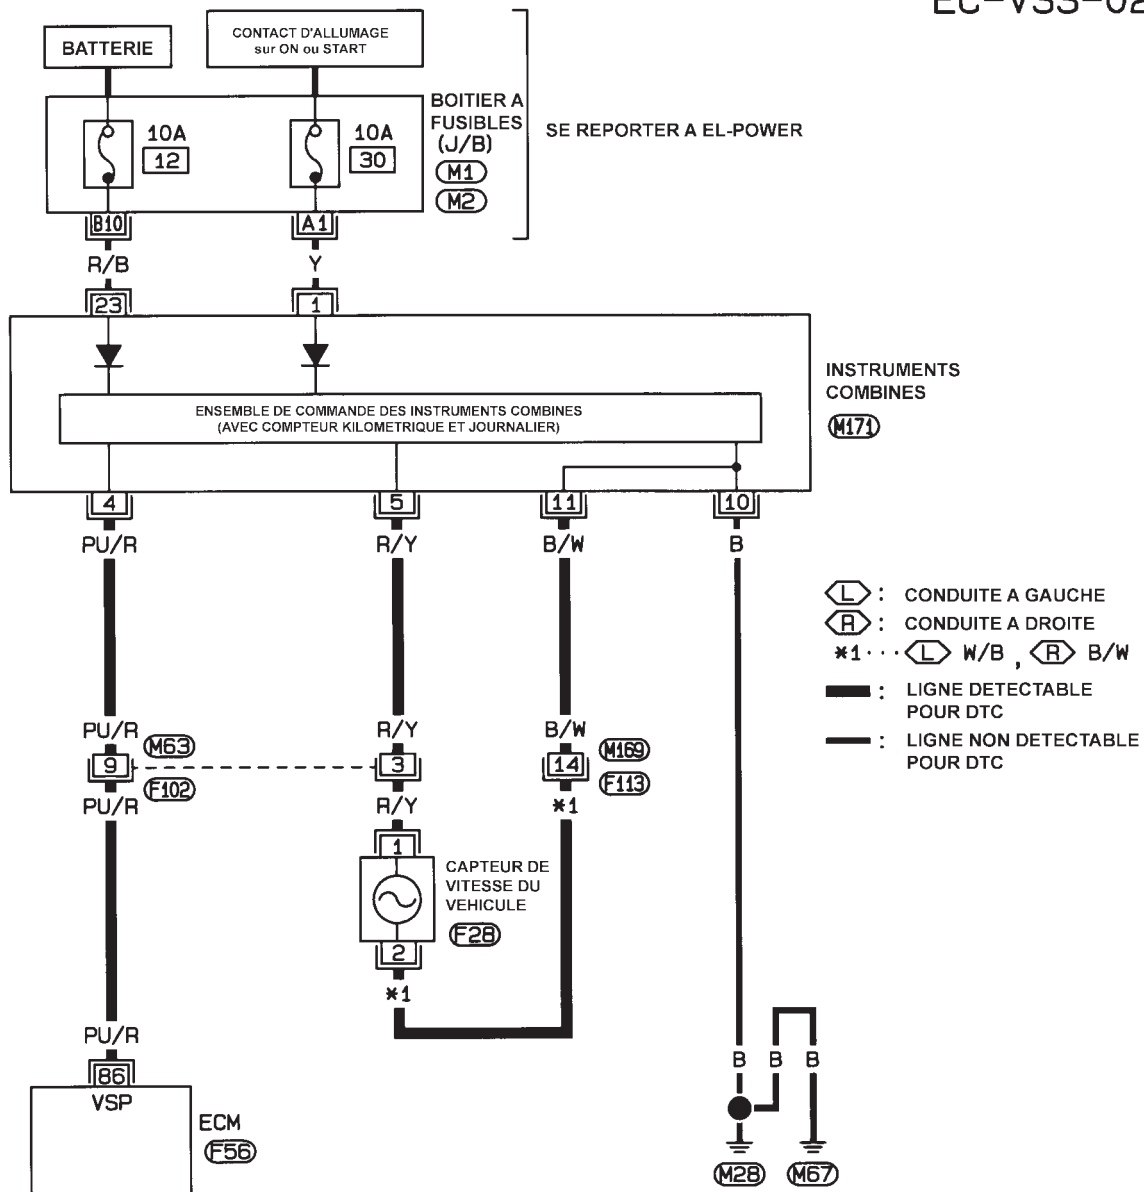 EC-VSS-02
BATTERIE
CONTACT D'ALLUMAGE
sur ON ou START
BOITIER A
FUSIBLES
(J/B)
M1
M2
SE REPORTER A EL-POWER
10A
12
10A
30
B10
A1
R/B
Y
23
1
INSTRUMENTS
COMBINES
M171
ENSEMBLE DE COMMANDE DES INSTRUMENTS COMBINES
(AVEC COMPTEUR KILOMETRIQUE ET JOURNALIER)
4
5
11
10
PU/R
R/Y
B/W
B
L : CONDUITE A GAUCHE
R : CONDUITE A DROITE
*1 ··· L W/B , R B/W
: LIGNE DETECTABLE
POUR DTC
: LIGNE NON DETECTABLE
POUR DTC
PU/R
R/Y
B/W
9
M63
F102
3
14
M169
F113
PU/R
R/Y
*1
1
CAPTEUR DE
VITESSE DU
VEHICULE
F28
2
*1
PU/R
B
B
B
86
VSP
ECM
F56
M28
M67